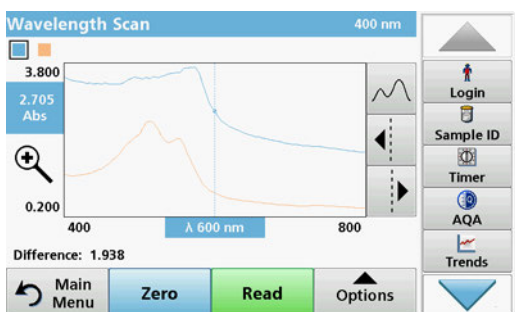 Wavelength Scan
400 nm
3.800
2.705
Abs
0.200
400
λ 600 nm
800
Difference: 1.938
Main
Menu
Zero
Read
Options
Login
Sample ID
Timer
AQA
Trends